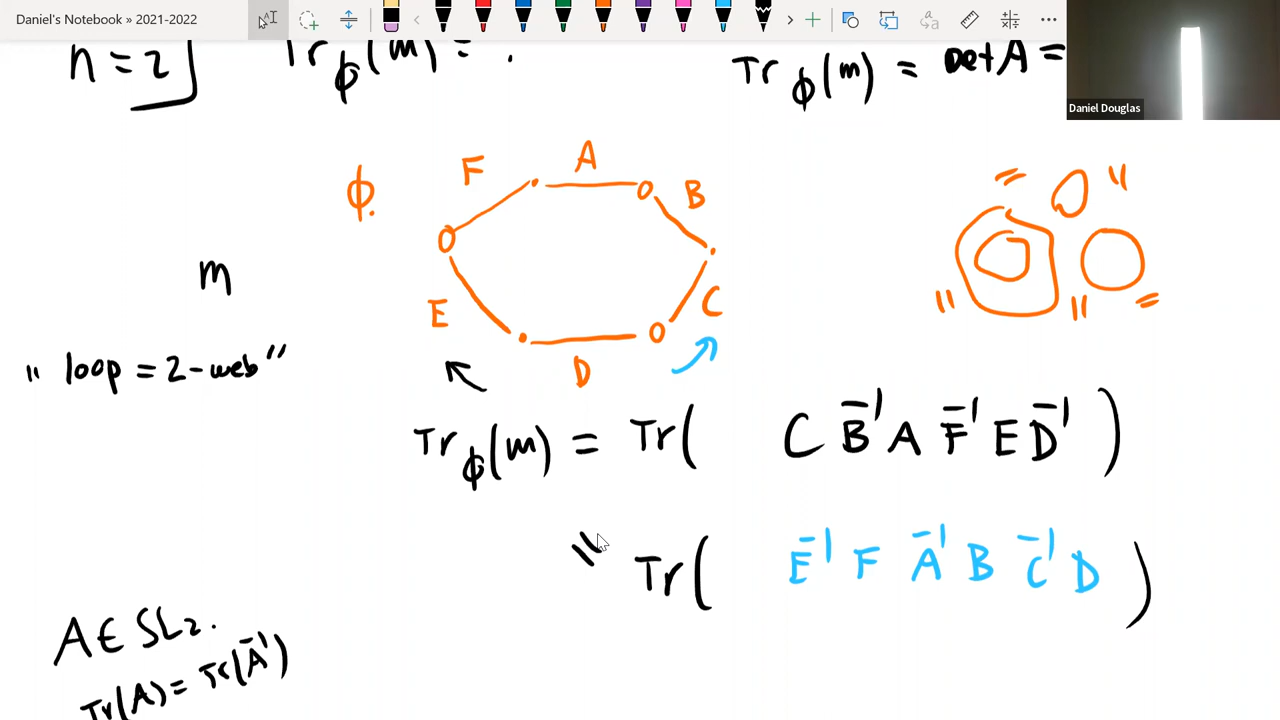 Daniel's Notebook » 2021-2022
n = 2
Tr_ϕ(m) = ?
Tr_ϕ(m) = Det A =
Daniel Douglas
ϕ.
F A B
m
E D C
" loop = 2-web"
Tr_ϕ(m) = Tr( C B⁻¹ A F⁻¹ E D⁻¹ )
" Tr( E⁻¹ F A⁻¹ B C⁻¹ D )
A ∈ SL₂.
Tr(A) = Tr(A⁻¹)